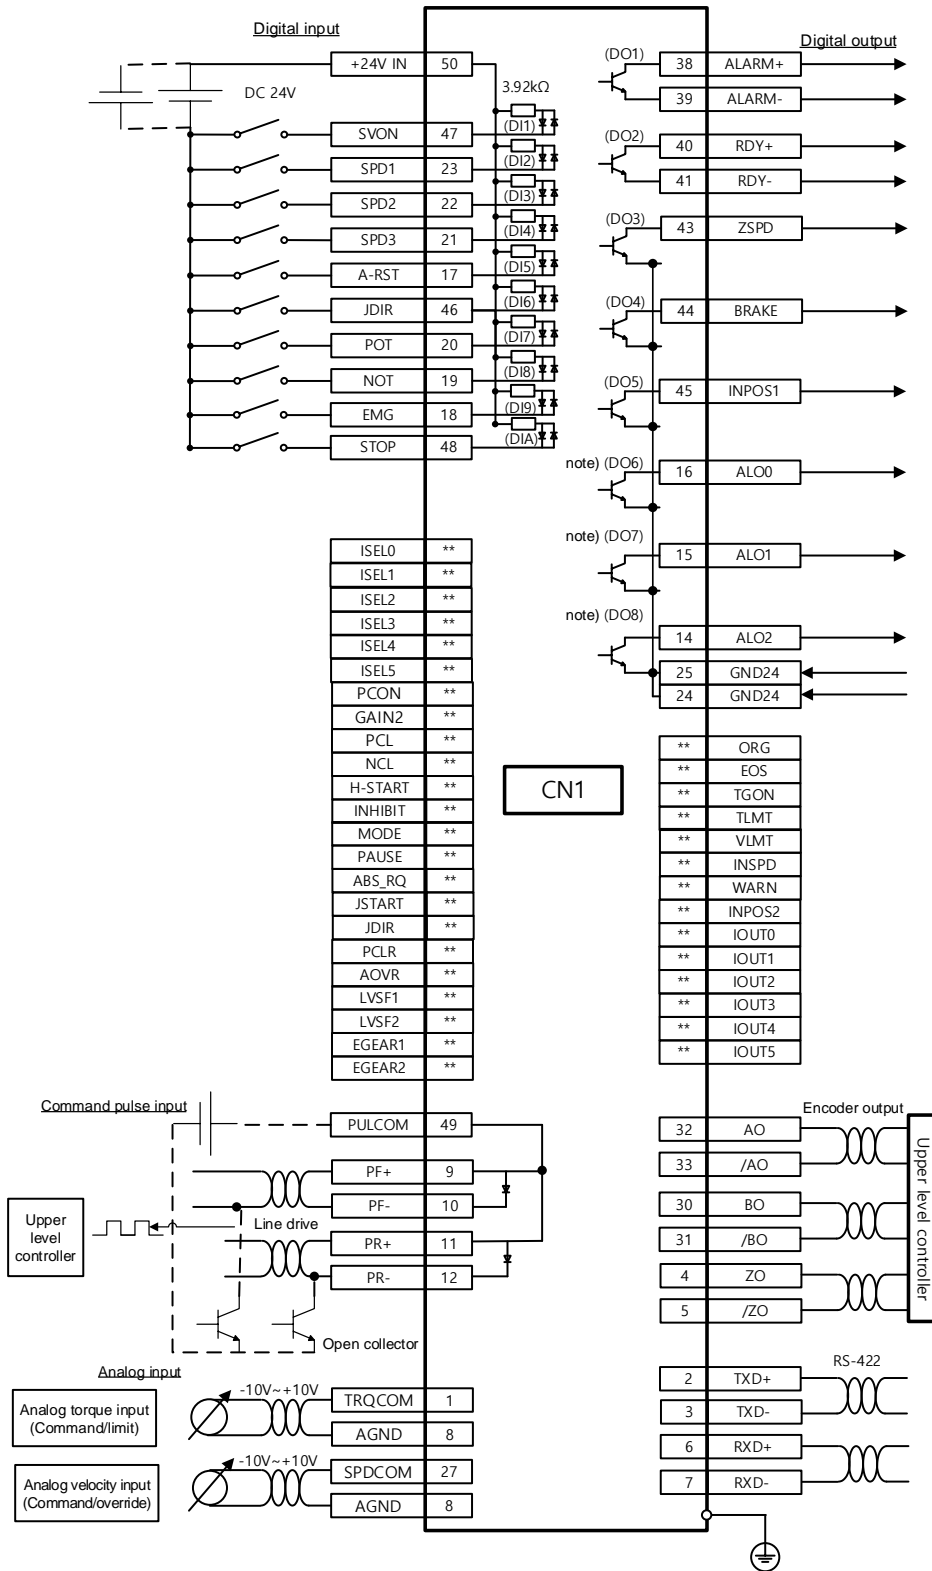 Digital input
+24V IN 50
DC 24V
3.92kΩ
SVON 47 (DI1)
SPD1 23 (DI2)
SPD2 22 (DI3)
SPD3 21 (DI4)
A-RST 17 (DI5)
JDIR 46 (DI6)
POT 20 (DI7)
NOT 19 (DI8)
EMG 18 (DI9)
STOP 48 (DIA)
Digital output
(DO1) 38 ALARM+
39 ALARM-
(DO2) 40 RDY+
41 RDY-
(DO3) 43 ZSPD
(DO4) 44 BRAKE
(DO5) 45 INPOS1
note) (DO6) 16 ALO0
note) (DO7) 15 ALO1
note) (DO8) 14 ALO2
25 GND24
24 GND24
ISEL0 **
ISEL1 **
ISEL2 **
ISEL3 **
ISEL4 **
ISEL5 **
PCON **
GAIN2 **
PCL **
NCL **
H-START **
INHIBIT **
MODE **
PAUSE **
ABS_RQ **
JSTART **
JDIR **
PCLR **
AOVR **
LVSF1 **
LVSF2 **
EGEAR1 **
EGEAR2 **
CN1
** ORG
** EOS
** TGON
** TLMT
** VLMT
** INSPD
** WARN
** INPOS2
** IOUT0
** IOUT1
** IOUT2
** IOUT3
** IOUT4
** IOUT5
Command pulse input
PULCOM 49
PF+ 9
PF- 10
Line drive
PR+ 11
PR- 12
Upper
level
controller
Open collector
Encoder output
32 AO
33 /AO
30 BO
31 /BO
4 ZO
5 /ZO
Upper level controller
Analog input
Analog torque input
(Command/limit)
-10V~+10V
TRQCOM 1
AGND 8
Analog velocity input
(Command/override)
-10V~+10V
SPDCOM 27
AGND 8
RS-422
2 TXD+
3 TXD-
6 RXD+
7 RXD-